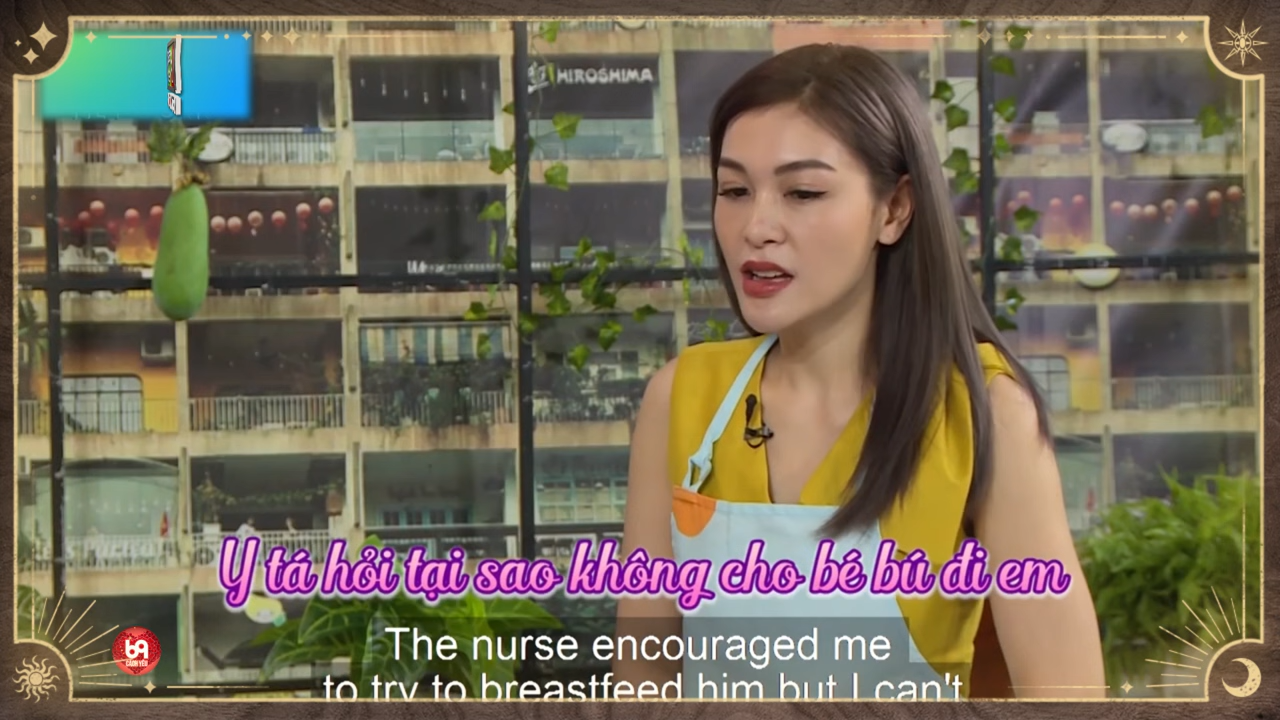 HIROSHIMA
Y tá hỏi tại sao không cho bé bú đi em
The nurse encouraged me
to try to breastfeed him but I can't